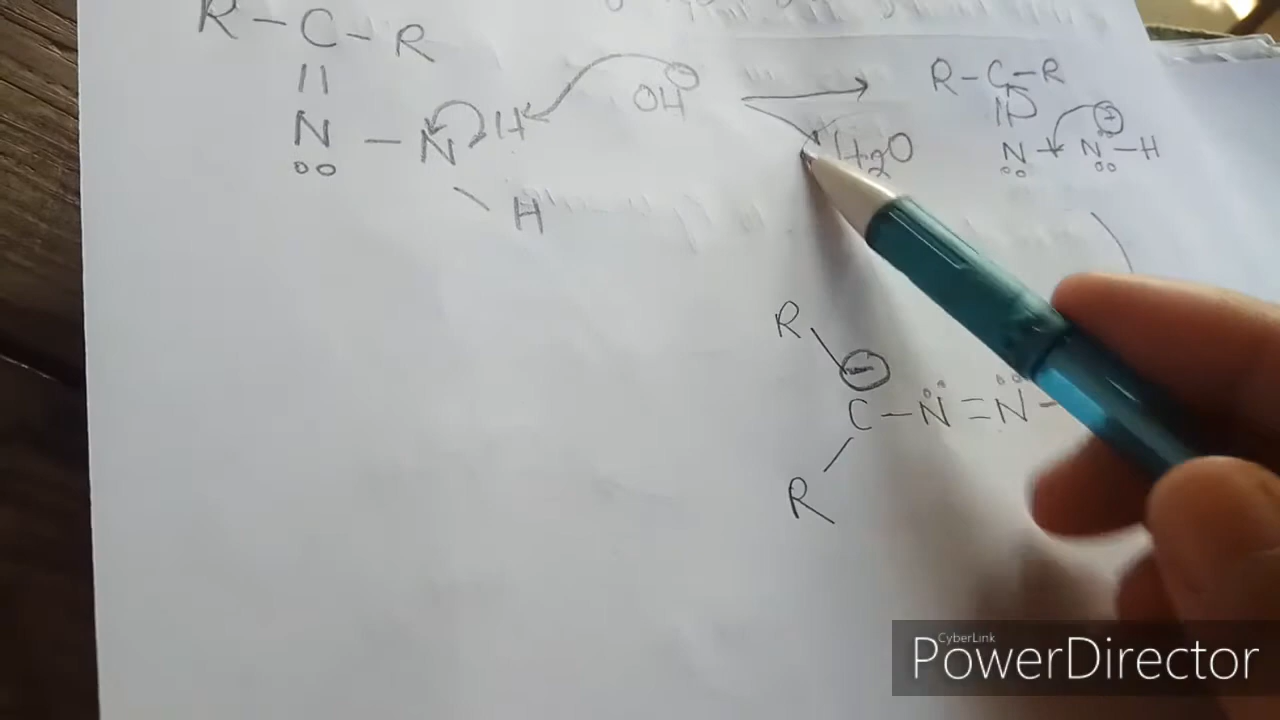 R-C-R
||
N-N H OH⊖
H
H2O
R-C-R
||
N-N-H
⊕
R
⊖
C-N=N-
R
CyberLink
PowerDirector